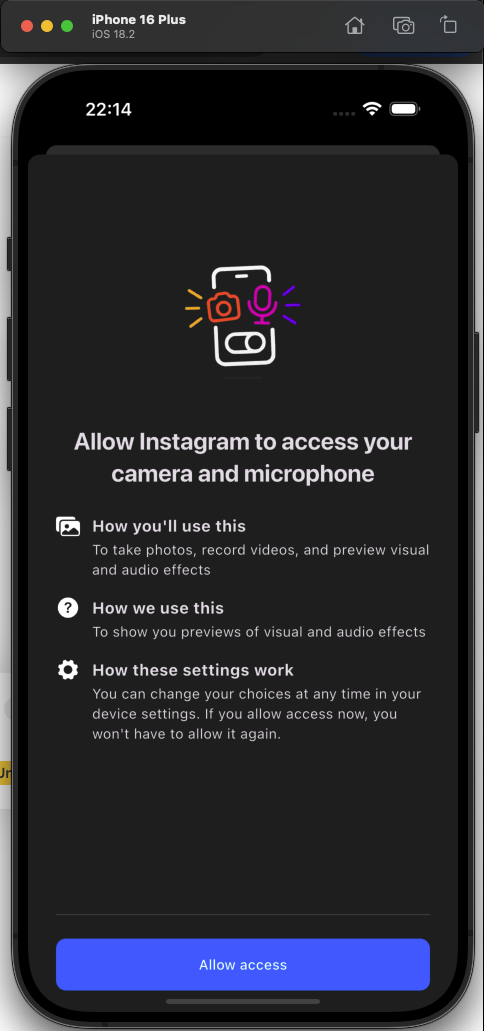 iPhone 16 Plus
iOS 18.2
22:14
Allow Instagram to access your
camera and microphone
How you'll use this
To take photos, record videos, and preview visual
and audio effects
?
How we use this
To show you previews of visual and audio effects
How these settings work
You can change your choices at any time in your
device settings. If you allow access now, you
won't have to allow it again.
Ur
Allow access